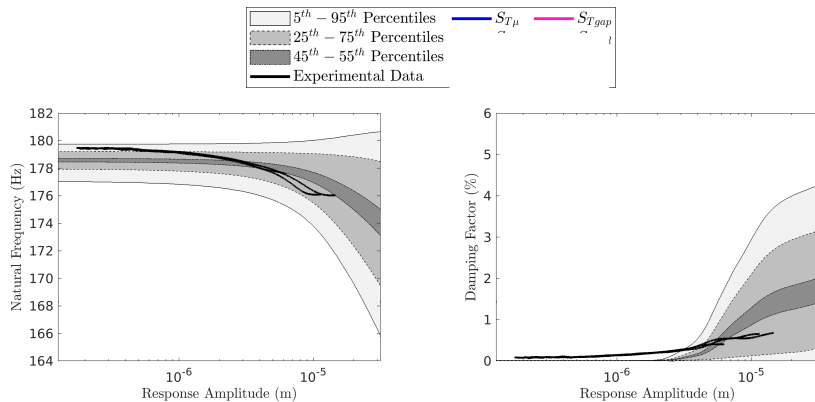 5th − 95th Percentiles
25th − 75th Percentiles
45th − 55th Percentiles
Experimental Data
STμ
STgap
182
180
178
176
174
172
170
168
166
164
Natural Frequency (Hz)
10-6
10-5
Response Amplitude (m)
6
5
4
3
2
1
0
Damping Factor (%)
10-6
10-5
Response Amplitude (m)